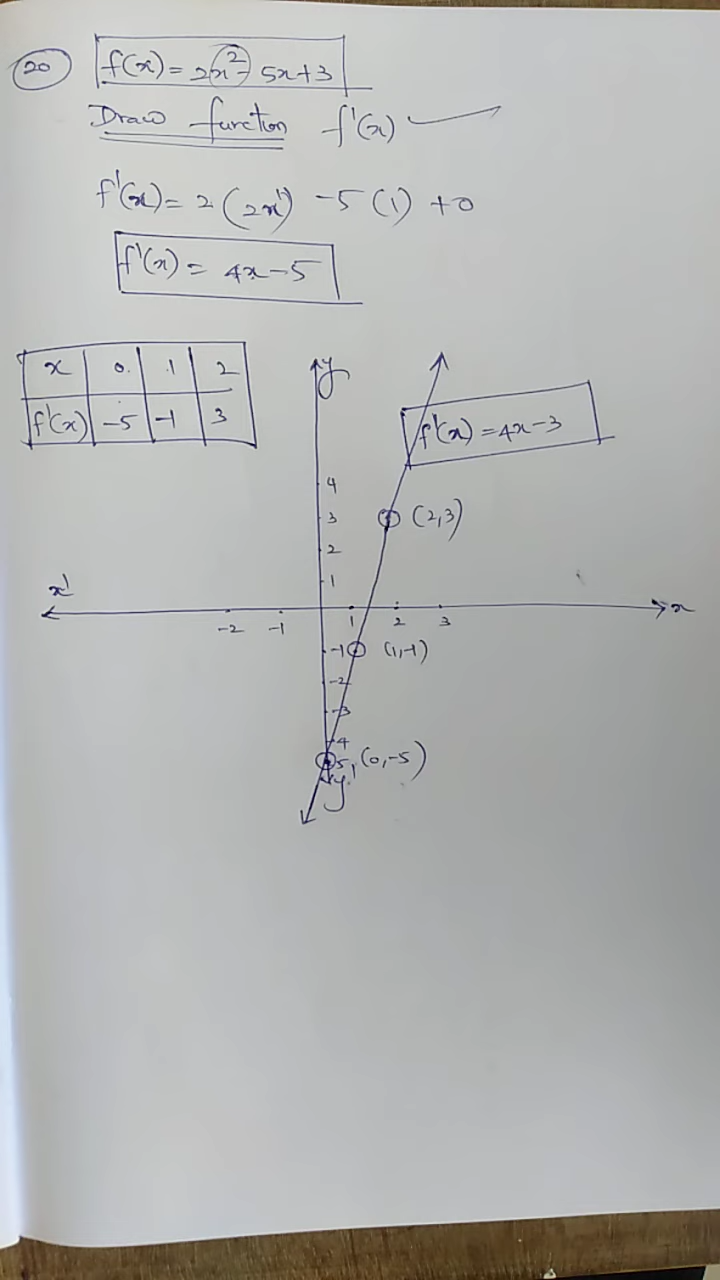 20 f(x) = 2x² - 5x+3
Draw function f'(x)
f'(x) = 2 (2x¹) -5 (1) +0
f'(x) = 4x-5
x 0 1 2
f'(x) -5 -1 3
y
f'(x) = 4x-3
4
3 (2,3)
2
1
x' x
-2 -1 1 2 3
-1 (1,-1)
-2
-3
-4
-5 (0,-5)
y'